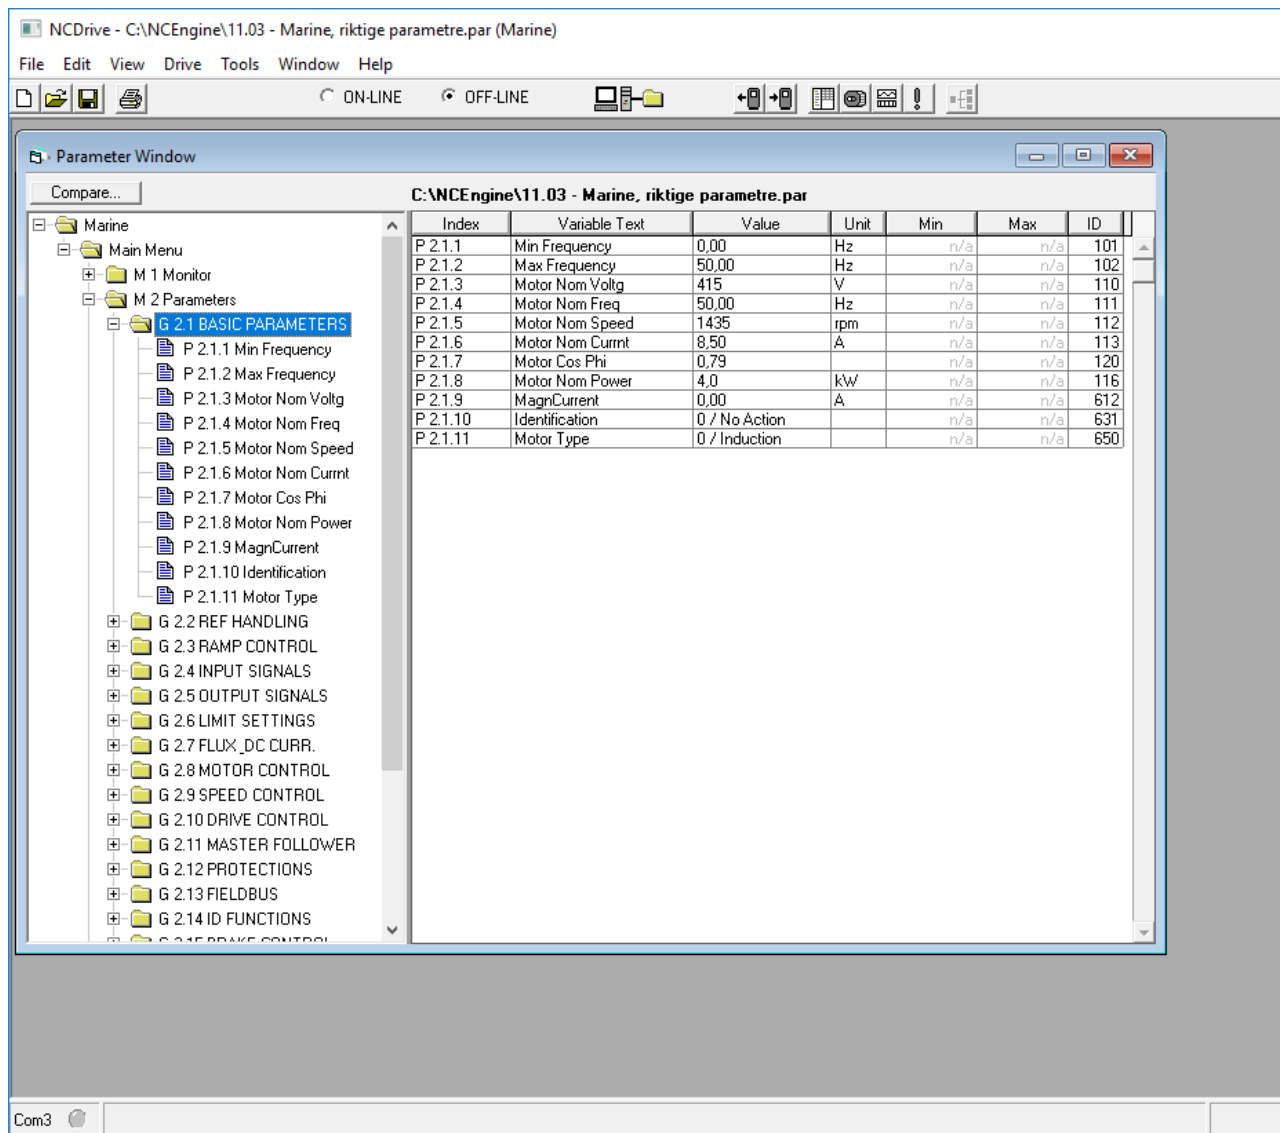 NCDrive - C:\NCEngine\11.03 - Marine, riktige parametre.par (Marine)
File Edit View Drive Tools Window Help
ON-LINE OFF-LINE
Parameter Window
Compare...
C:\NCEngine\11.03 - Marine, riktige parametre.par
Marine
Main Menu
M 1 Monitor
M 2 Parameters
G 2.1 BASIC PARAMETERS
P 2.1.1 Min Frequency
P 2.1.2 Max Frequency
P 2.1.3 Motor Nom Voltg
P 2.1.4 Motor Nom Freq
P 2.1.5 Motor Nom Speed
P 2.1.6 Motor Nom Currnt
P 2.1.7 Motor Cos Phi
P 2.1.8 Motor Nom Power
P 2.1.9 MagnCurrent
P 2.1.10 Identification
P 2.1.11 Motor Type
G 2.2 REF HANDLING
G 2.3 RAMP CONTROL
G 2.4 INPUT SIGNALS
G 2.5 OUTPUT SIGNALS
G 2.6 LIMIT SETTINGS
G 2.7 FLUX_DC CURR.
G 2.8 MOTOR CONTROL
G 2.9 SPEED CONTROL
G 2.10 DRIVE CONTROL
G 2.11 MASTER FOLLOWER
G 2.12 PROTECTIONS
G 2.13 FIELDBUS
G 2.14 ID FUNCTIONS
G 2.15 BRAKE CONTROL
Index Variable Text Value Unit Min Max ID
P 2.1.1 Min Frequency 0,00 Hz n/a n/a 101
P 2.1.2 Max Frequency 50,00 Hz n/a n/a 102
P 2.1.3 Motor Nom Voltg 415 V n/a n/a 110
P 2.1.4 Motor Nom Freq 50,00 Hz n/a n/a 111
P 2.1.5 Motor Nom Speed 1435 rpm n/a n/a 112
P 2.1.6 Motor Nom Currnt 8,50 A n/a n/a 113
P 2.1.7 Motor Cos Phi 0,79 n/a n/a 120
P 2.1.8 Motor Nom Power 4,0 kW n/a n/a 116
P 2.1.9 MagnCurrent 0,00 A n/a n/a 612
P 2.1.10 Identification 0 / No Action n/a n/a 631
P 2.1.11 Motor Type 0 / Induction n/a n/a 650
Com3